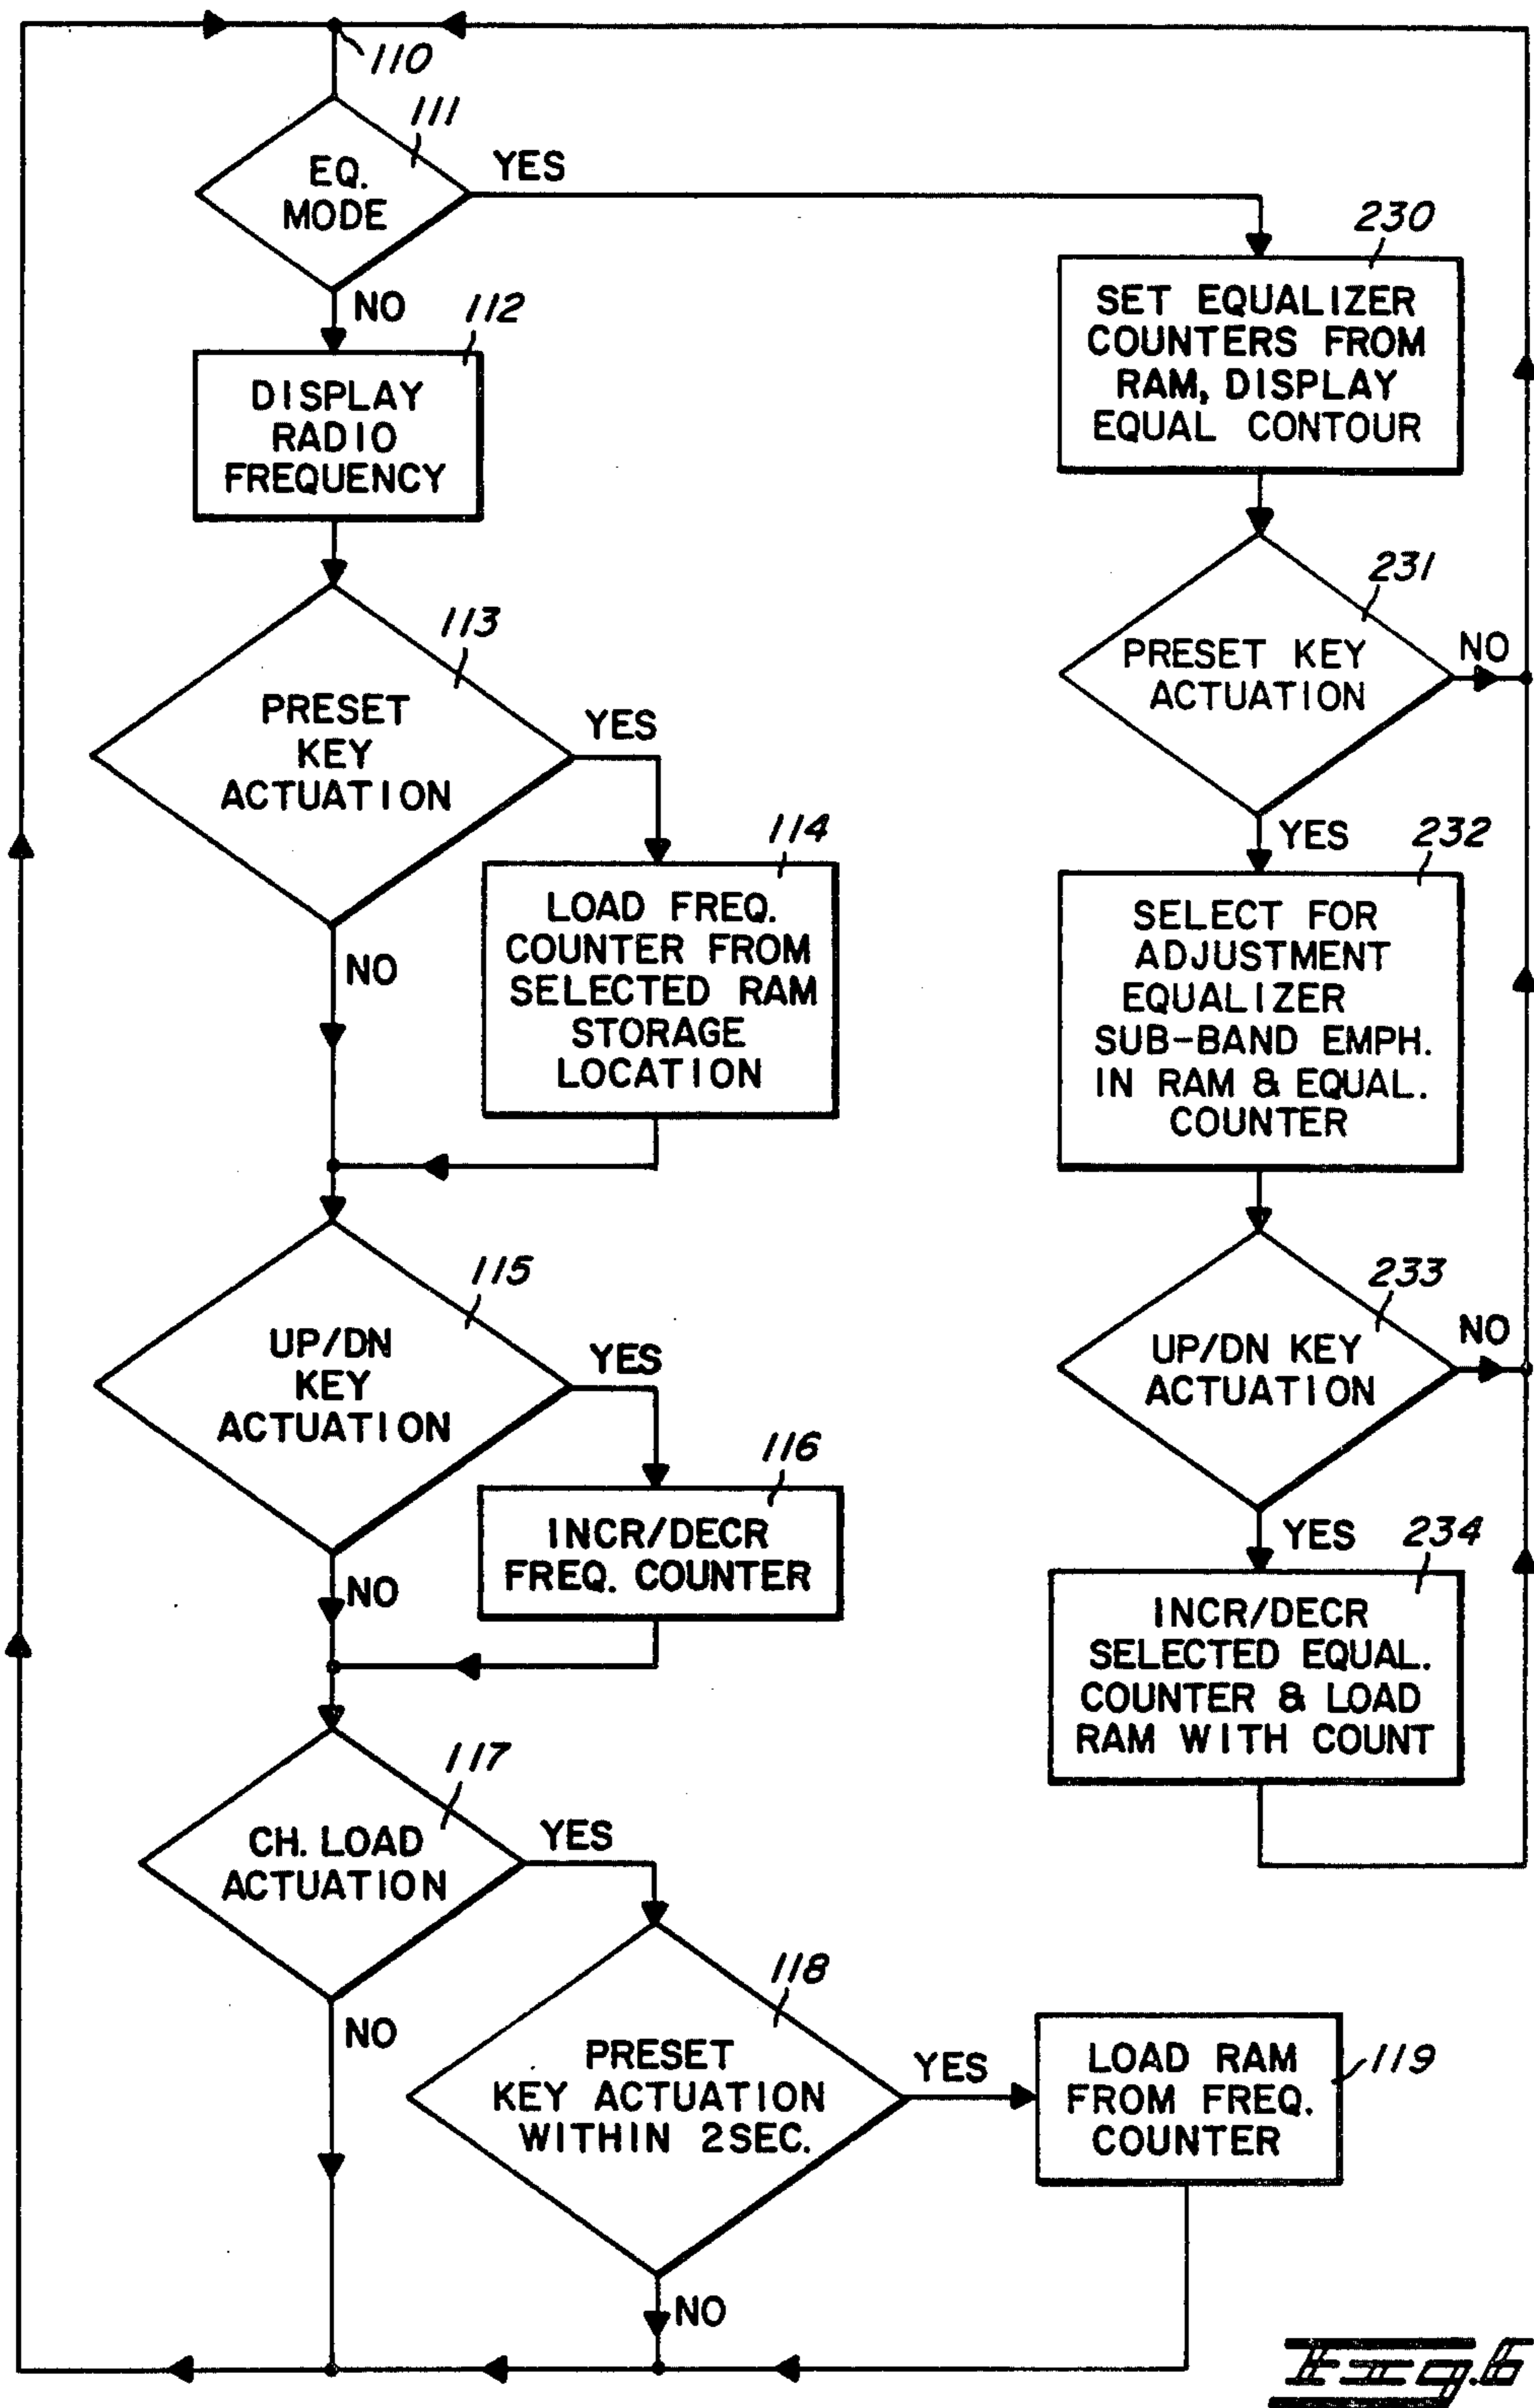 110
111
EQ.
MODE
YES
NO
112
DISPLAY
RADIO
FREQUENCY
113
PRESET
KEY
ACTUATION
YES
NO
114
LOAD FREQ.
COUNTER FROM
SELECTED RAM
STORAGE
LOCATION
115
UP/DN
KEY
ACTUATION
YES
NO
116
INCR/DECR
FREQ. COUNTER
117
CH. LOAD
ACTUATION
YES
NO
118
PRESET
KEY ACTUATION
WITHIN 2SEC.
YES
NO
119
LOAD RAM
FROM FREQ.
COUNTER
230
SET EQUALIZER
COUNTERS FROM
RAM, DISPLAY
EQUAL CONTOUR
231
PRESET KEY
ACTUATION
NO
YES
232
SELECT FOR
ADJUSTMENT
EQUALIZER
SUB-BAND EMPH.
IN RAM & EQUAL.
COUNTER
233
UP/DN KEY
ACTUATION
NO
YES
234
INCR/DECR
SELECTED EQUAL.
COUNTER & LOAD
RAM WITH COUNT
Fig.6